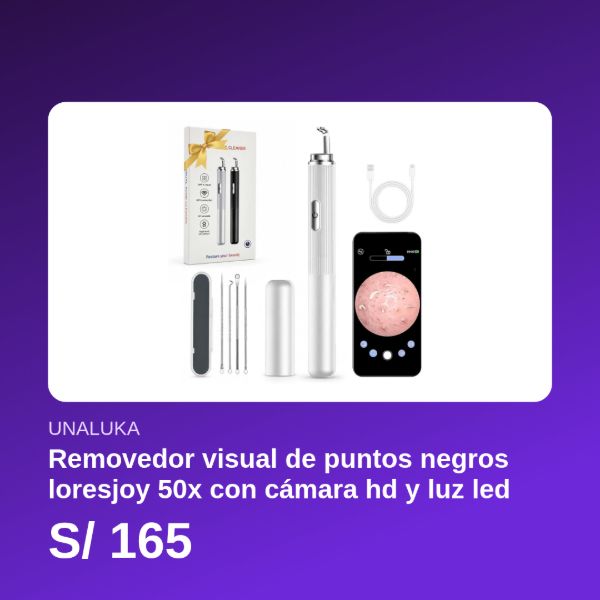 UNALUKA
Removedor visual de puntos negros
loresjoy 50x con cámara hd y luz led
S/ 165